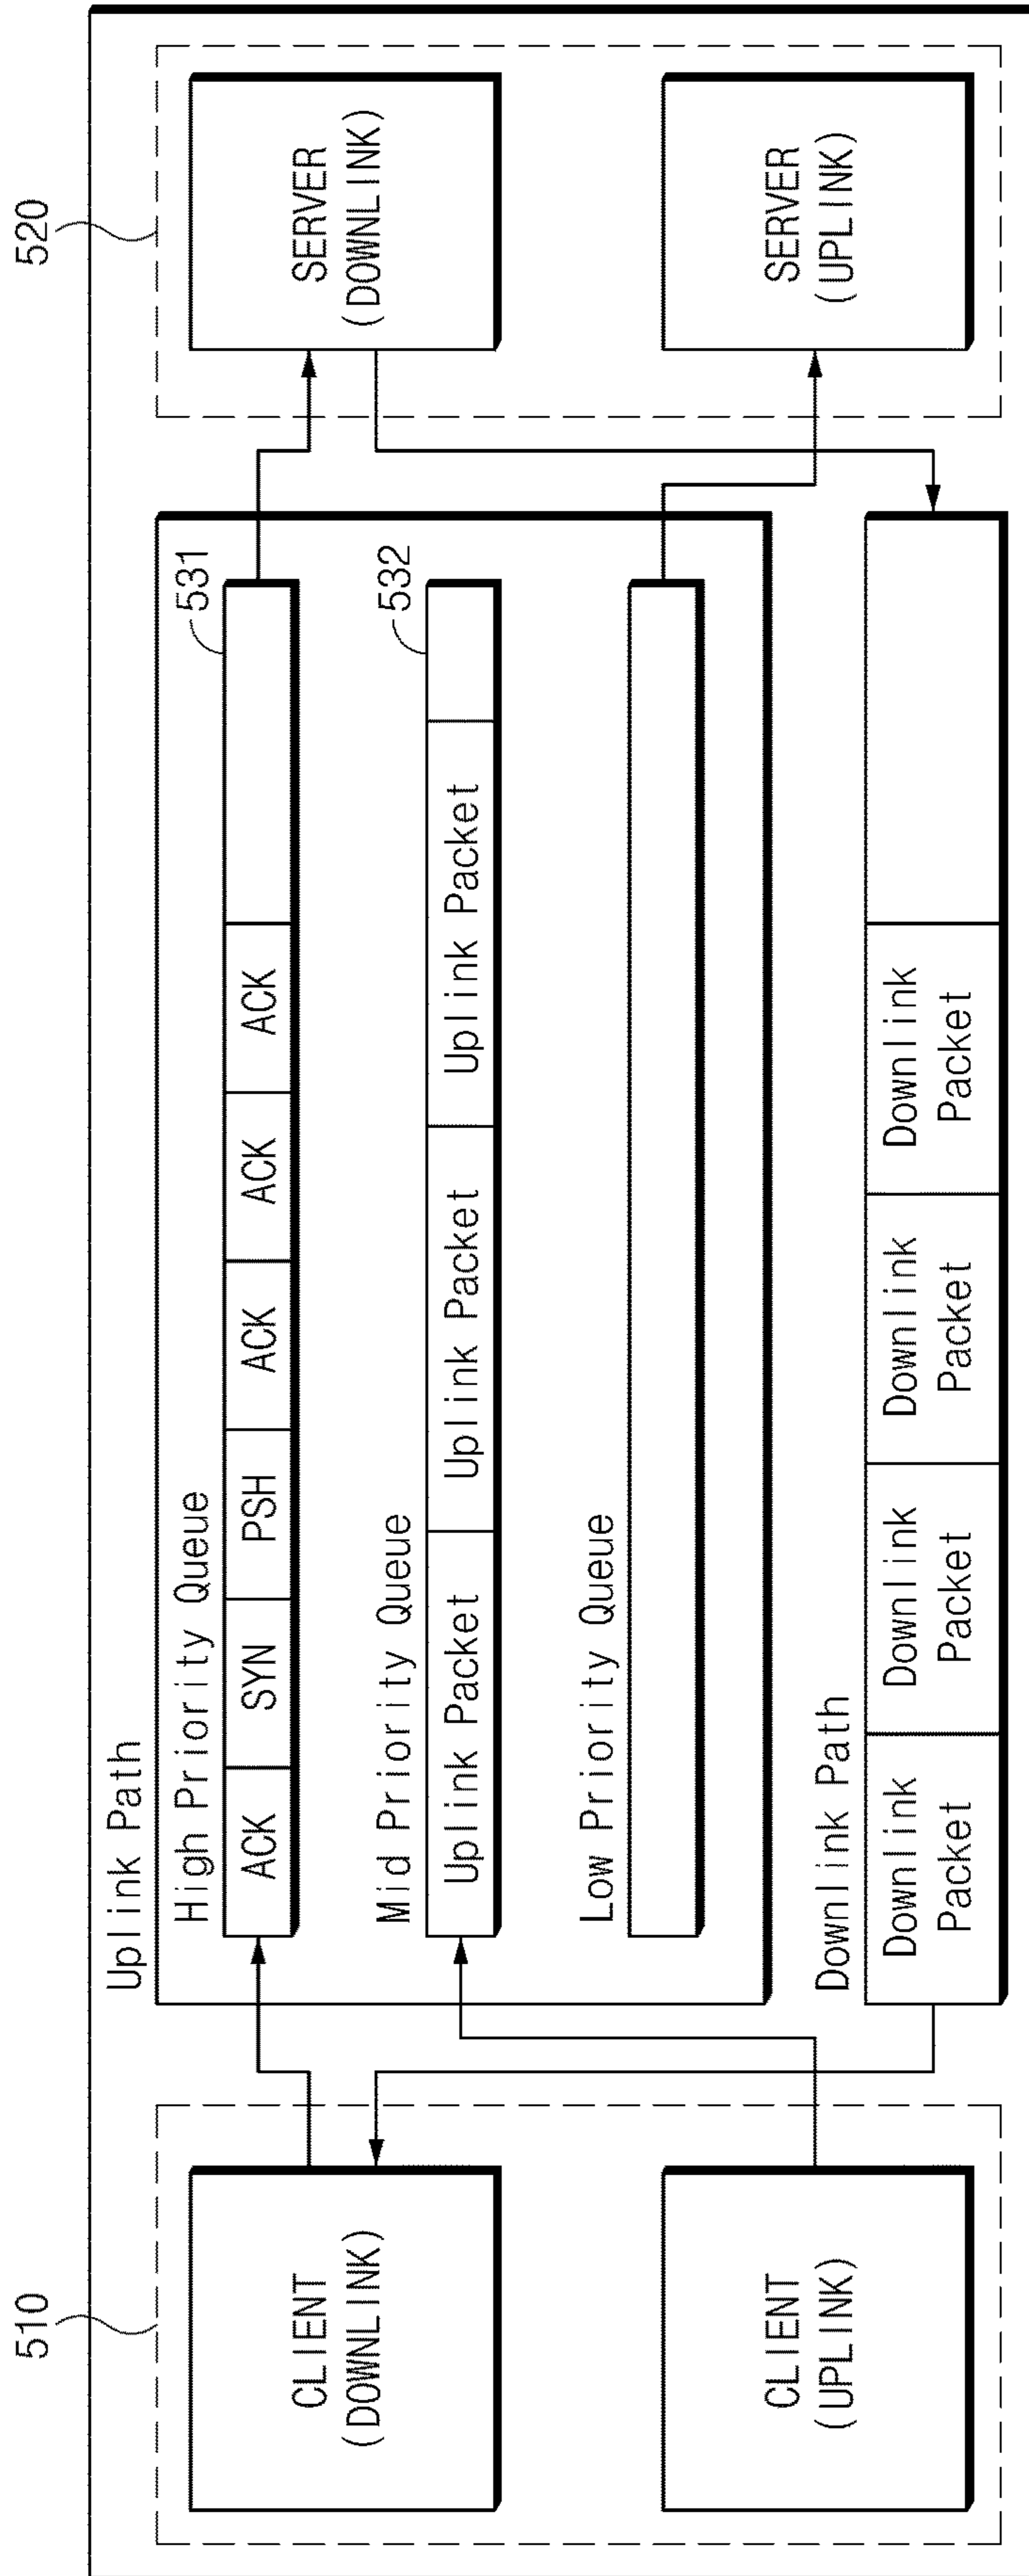 510
520
CLIENT
(DOWNLINK)
CLIENT
(UPLINK)
Uplink Path
High Priority Queue
531
ACK
SYN
PSH
ACK
ACK
ACK
Mid Priority Queue
532
Uplink Packet
Uplink Packet
Uplink Packet
Low Priority Queue
Downlink Path
Downlink
Packet
Downlink
Packet
Downlink
Packet
Downlink
Packet
SERVER
(DOWNLINK)
SERVER
(UPLINK)